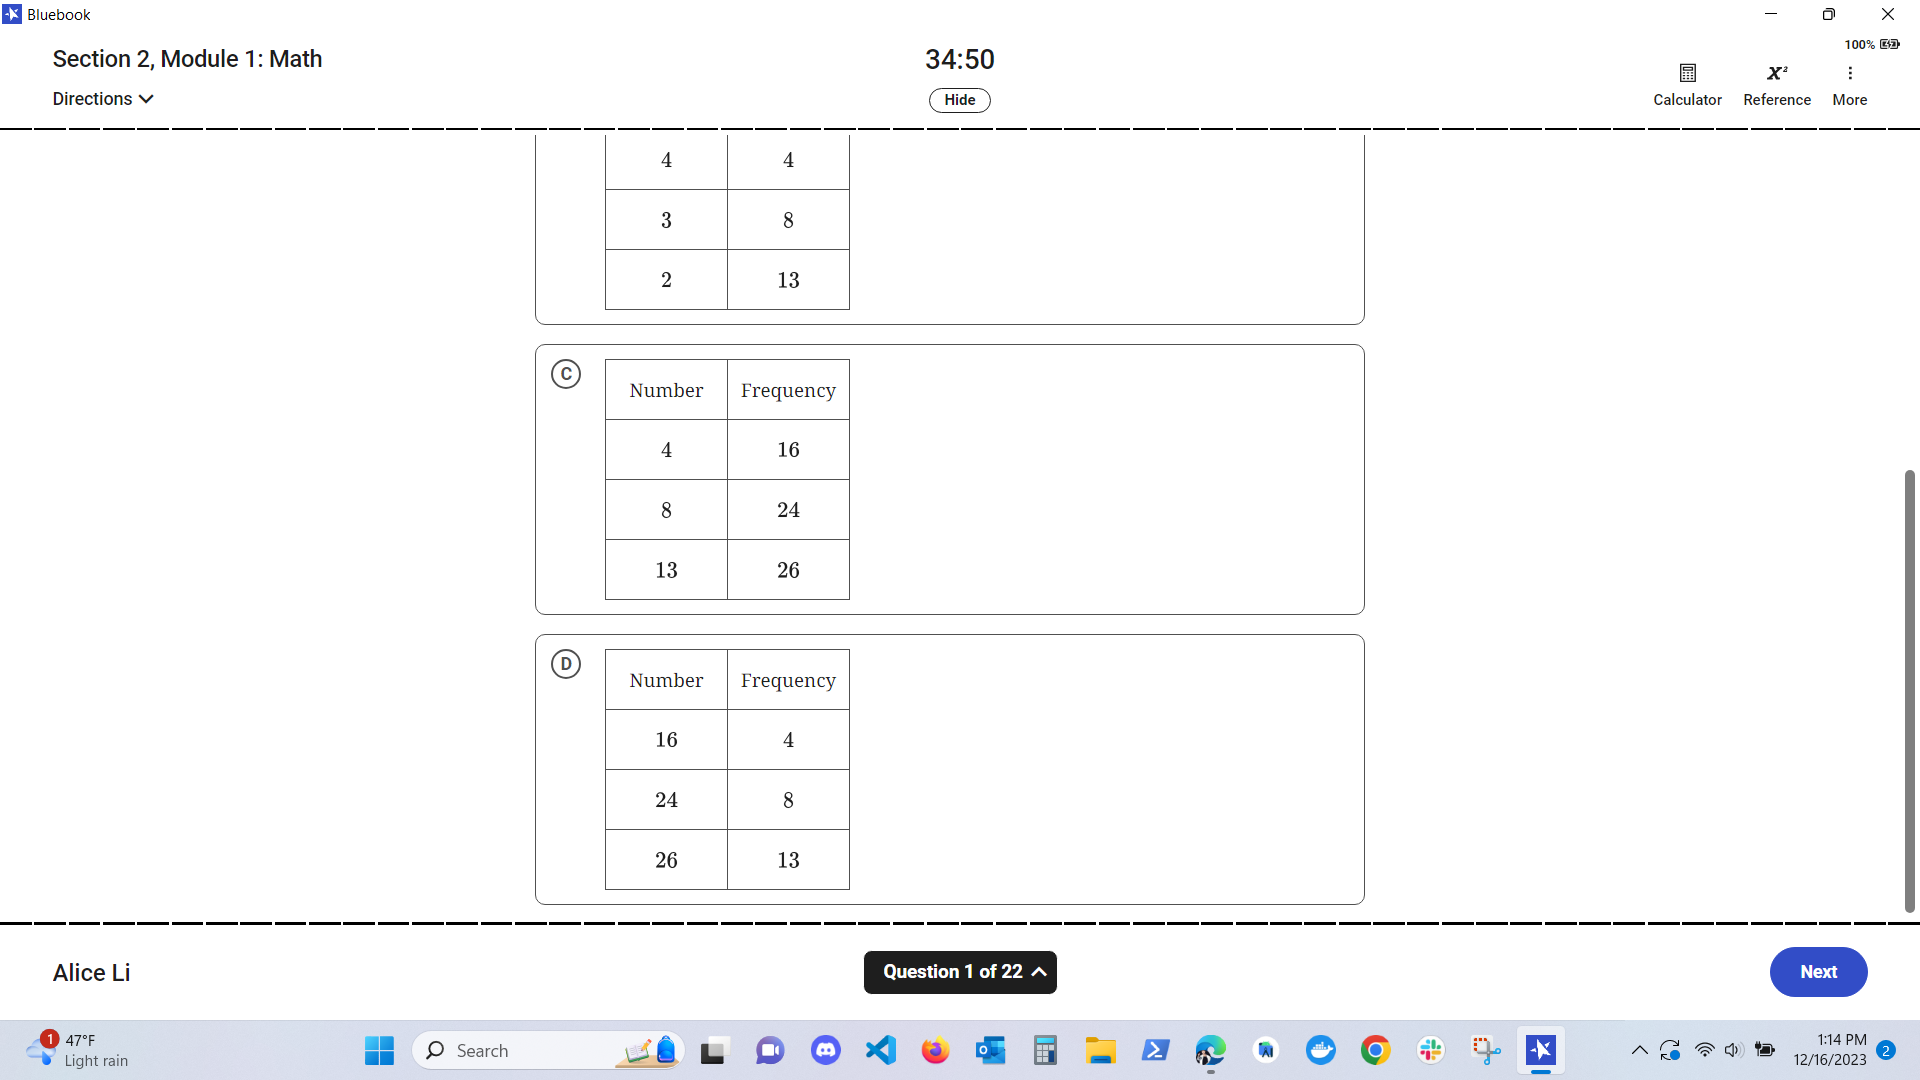 Bluebook
100%
Section 2, Module 1: Math
34:50
Directions
Hide
Calculator Reference More
4 4
3 8
2 13
C
Number Frequency
4 16
8 24
13 26
D
Number Frequency
16 4
24 8
26 13
Alice Li
Question 1 of 22
Next
1
47°F
Light rain
Search
1:14 PM
12/16/2023
2